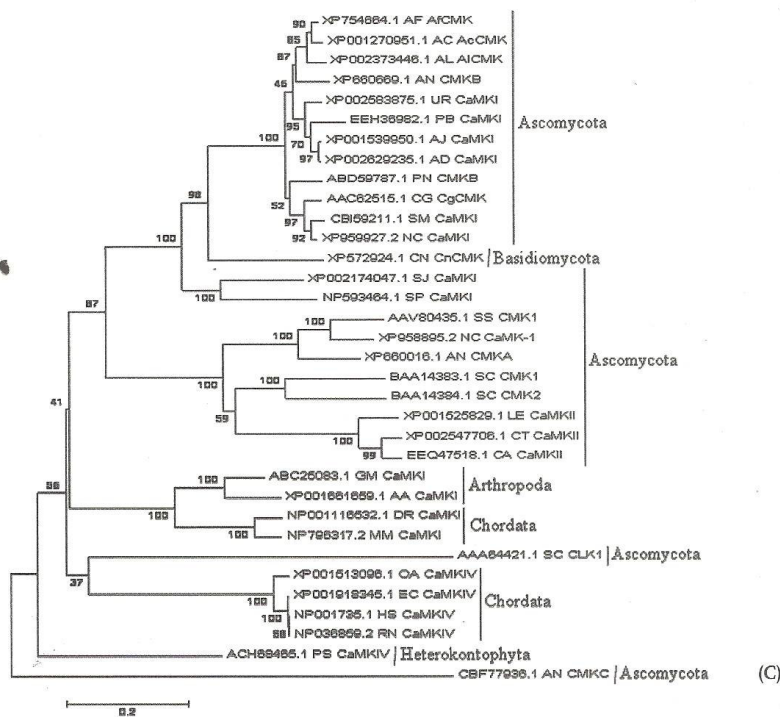 90 XP754664.1 AF AfCMK
85 XP001270951.1 AC AcCMK
87 XP002373446.1 AL AlCMK
XP660669.1 AN CMKB
45
XP002583875.1 UR CaMKI
95 EEH36982.1 PB CaMKI
Ascomycota
100 70 XP001539950.1 AJ CaMKI
97 XP002629235.1 AD CaMKI
ABD59787.1 PN CMKB
98 52 AAC62515.1 CG CgCMK
97 CBI59211.1 SM CaMKI
100 92 XP959927.2 NC CaMKI
XP572924.1 CN CnCMK Basidiomycota
XP002174047.1 SJ CaMKI
100 NP593464.1 SP CaMKI
87
100 AAV80435.1 SS CMK1
100 XP958895.2 NC CaMK-1
XP660016.1 AN CMKA
Ascomycota
100 100 BAA14383.1 SC CMK1
BAA14384.1 SC CMK2
41
59 XP001525829.1 LE CaMKII
100 XP002547706.1 CT CaMKII
99 EEQ47518.1 CA CaMKII
100 ABC25083.1 GM CaMKI
Arthropoda
XP001661659.1 AA CaMKI
100 NP001116532.1 DR CaMKI
Chordata
100 NP796317.2 MM CaMKI
AAA64421.1 SC CLK1 Ascomycota
37 XP001513096.1 OA CaMKIV
100 XP001918345.1 EC CaMKIV
Chordata
100 NP001735.1 HS CaMKIV
NP036859.2 RN CaMKIV
ACH69465.1 PS CaMKIV Heterokontophyta
CBF77936.1 AN CMKC Ascomycota (C)
0.2